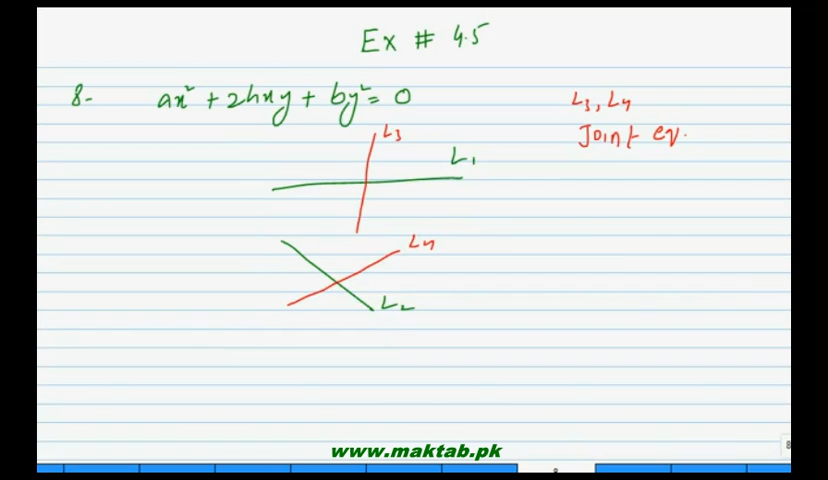 Ex # 4.5
8- ax² + 2hxy + by² = 0
L₃, L₄
Joint eq.
L₃
L₁
L₄
L₂
www.maktab.pk
8